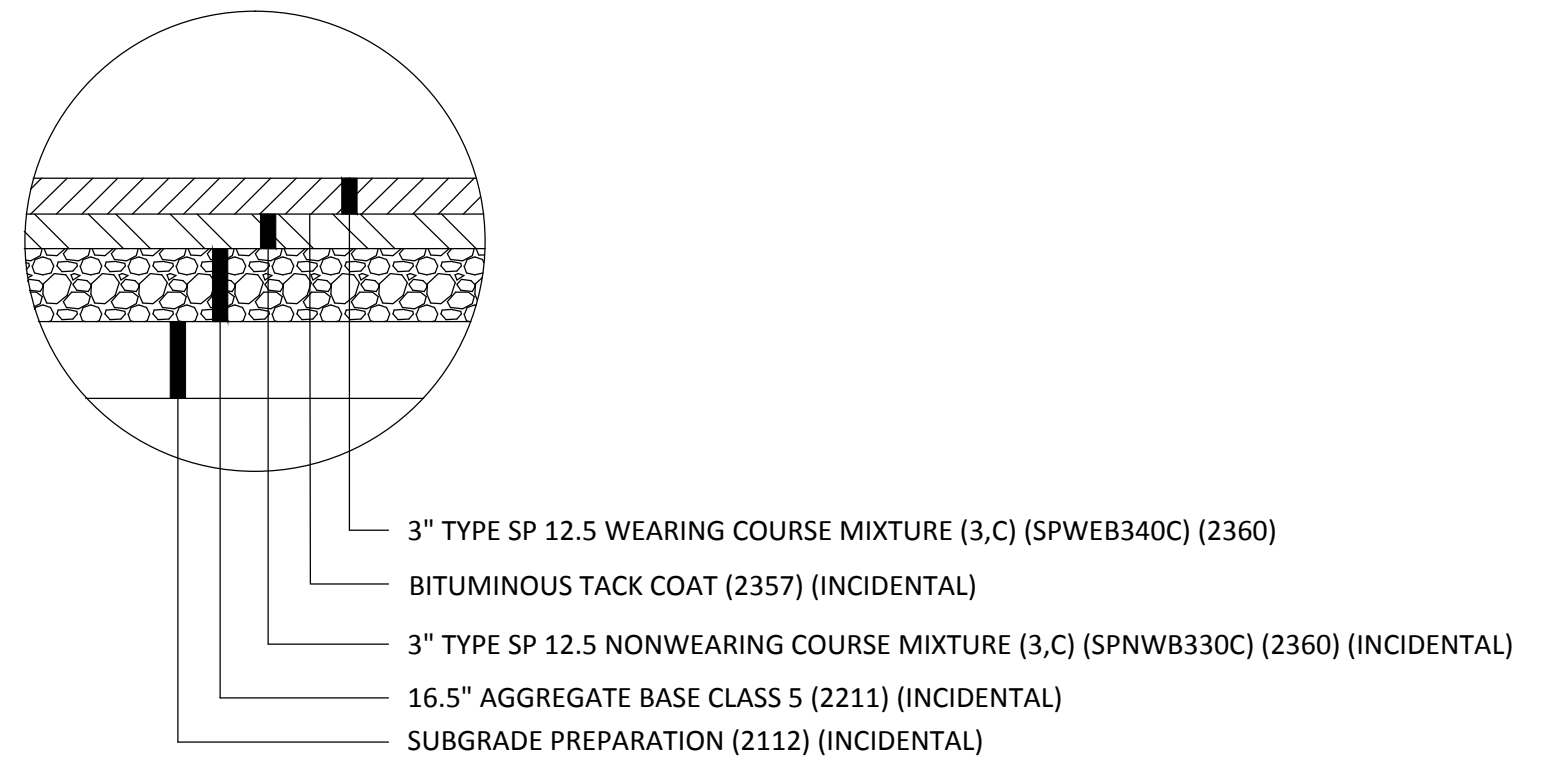 3" TYPE SP 12.5 WEARING COURSE MIXTURE (3,C) (SPWEB340C) (2360)
BITUMINOUS TACK COAT (2357) (INCIDENTAL)
3" TYPE SP 12.5 NONWEARING COURSE MIXTURE (3,C) (SPNWB330C) (2360) (INCIDENTAL)
16.5" AGGREGATE BASE CLASS 5 (2211) (INCIDENTAL)
SUBGRADE PREPARATION (2112) (INCIDENTAL)